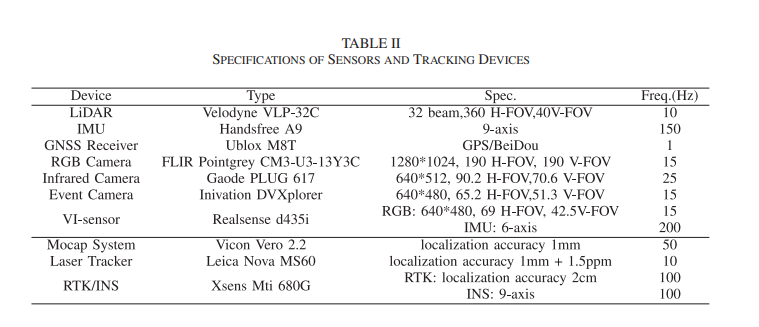 TABLE II
SPECIFICATIONS OF SENSORS AND TRACKING DEVICES
Device Type Spec. Freq.(Hz)
LiDAR Velodyne VLP-32C 32 beam,360 H-FOV,40V-FOV 10
IMU Handsfree A9 9-axis 150
GNSS Receiver Ublox M8T GPS/BeiDou 1
RGB Camera FLIR Pointgrey CM3-U3-13Y3C 1280*1024, 190 H-FOV, 190 V-FOV 15
Infrared Camera Gaode PLUG 617 640*512, 90.2 H-FOV,70.6 V-FOV 25
Event Camera Inivation DVXplorer 640*480, 65.2 H-FOV,51.3 V-FOV 15
VI-sensor Realsense d435i RGB: 640*480, 69 H-FOV, 42.5V-FOV 15
IMU: 6-axis 200
Mocap System Vicon Vero 2.2 localization accuracy 1mm 50
Laser Tracker Leica Nova MS60 localization accuracy 1mm + 1.5ppm 10
RTK/INS Xsens Mti 680G RTK: localization accuracy 2cm 100
INS: 9-axis 100